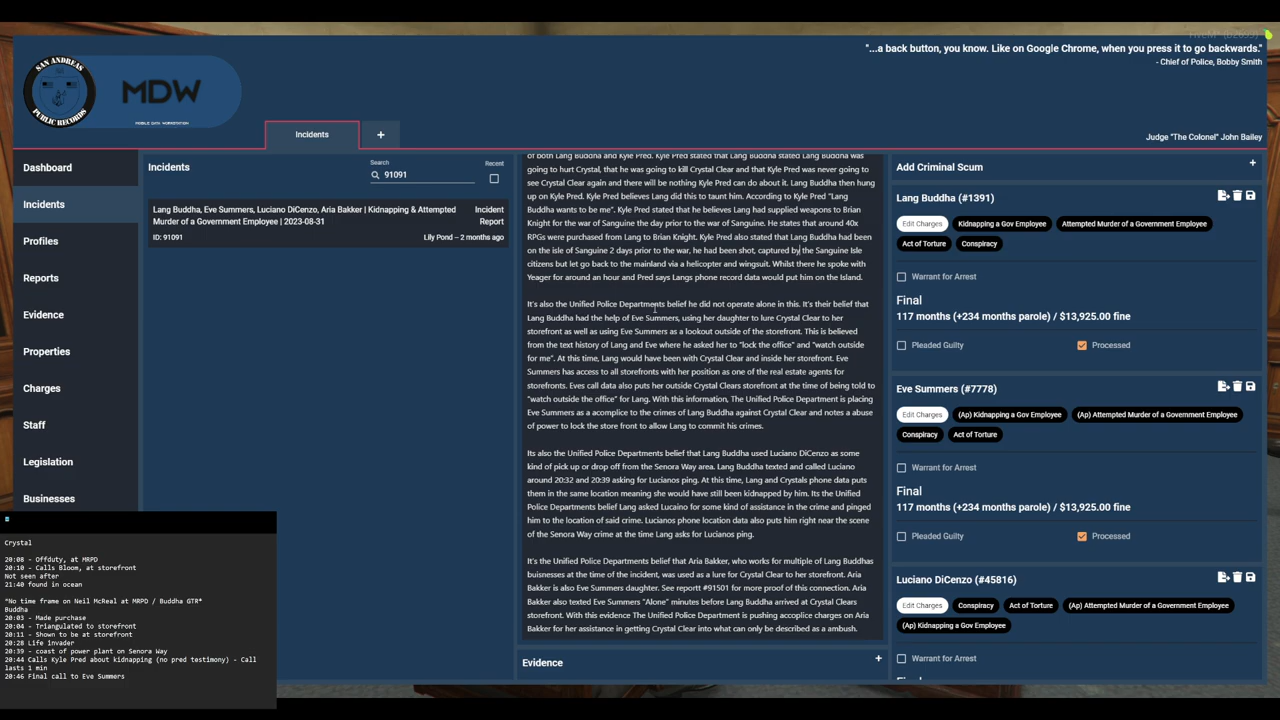 FiveM® (b2699)
"...a back button, you know. Like on Google Chrome, when you press it to go backwards."
- Chief of Police, Bobby Smith
SAN ANDREAS
PUBLIC RECORDS
MDW
MOBILE DATA WORKSTATION
Incidents
+
Judge "The Colonel" John Bailey
Dashboard
Incidents
Profiles
Reports
Evidence
Properties
Charges
Staff
Legislation
Businesses
Incidents
Search
91091
Recent
Lang Buddha, Eve Summers, Luciano DiCenzo, Aria Bakker | Kidnapping & Attempted
Murder of a Government Employee | 2023-08-31
Incident
Report
ID: 91091
Lily Pond – 2 months ago
of both Lang Buddha and Kyle Pred. Kyle Pred stated that Lang Buddha stated Lang Buddha was
going to hurt Crystal, that he was going to kill Crystal Clear and that Kyle Pred was never going to
see Crystal Clear again and there will be nothing Kyle Pred can do about it. Lang Buddha then hung
up on Kyle Pred. Kyle Pred believes Lang did this to taunt him. According to Kyle Pred "Lang
Buddha wants to be me". Kyle Pred stated that he believes Lang had supplied weapons to Brian
Knight for the war of Sanguine the day prior to the war of Sanguine. He states that around 40x
RPGs were purchased from Lang to Brian Knight. Kyle Pred also stated that Lang Buddha had been
on the isle of Sanguine 2 days prior to the war, he had been shot, captured by the Sanguine Isle
citizens but let go back to the mainland via a helicopter and wingsuit. Whilst there he spoke with
Yeager for around an hour and Pred says Langs phone record data would put him on the Island.
It's also the Unified Police Departments belief he did not operate alone in this. It's their belief that
Lang Buddha had the help of Eve Summers, using her daughter to lure Crystal Clear to her
storefront as well as using Eve Summers as a lookout outside of the storefront. This is believed
from the text history of Lang and Eve where he asked her to "lock the office" and "watch outside
for me". At this time, Lang would have been with Crystal Clear and inside her storefront. Eve
Summers has access to all storefronts with her position as one of the real estate agents for
storefronts. Eves call data also puts her outside Crystal Clears storefront at the time of being told to
"watch outside the office" for Lang. With this information, The Unified Police Department is placing
Eve Summers as a acomplice to the crimes of Lang Buddha against Crystal Clear and notes a abuse
of power to lock the store front to allow Lang to commit his crimes.
Its also the Unified Police Departments belief that Lang Buddha used Luciano DiCenzo as some
kind of pick up or drop off from the Senora Way area. Lang Buddha texted and called Luciano
around 20:32 and 20:39 asking for Lucianos ping. At this time, Lang and Crystals phone data puts
them in the same location meaning she would have still been kidnapped by him. Its the Unified
Police Departments belief Lang asked Lucaino for some kind of assistance in the crime and pinged
him to the location of said crime. Lucianos phone location data also puts him right near the scene
of the Senora Way crime at the time Lang asks for Lucianos ping.
It's the Unified Police Departments belief that Aria Bakker, who works for multiple of Lang Buddhas
buisnesses at the time of the incident, was used as a lure for Crystal Clear to her storefront. Aria
Bakker is also Eve Summers daughter. See reportt #91501 for more proof of this connection. Aria
Bakker also texted Eve Summers "Alone" minutes before Lang Buddha arrived at Crystal Clears
storefront. With this evidence The Unified Police Department is pushing accoplice charges on Aria
Bakker for her assistance in getting Crystal Clear into what can only be described as a ambush.
Evidence
+
Add Criminal Scum
+
Lang Buddha (#1391)
Edit Charges
Kidnapping a Gov Employee
Attempted Murder of a Government Employee
Act of Torture
Conspiracy
Warrant for Arrest
Final
117 months (+234 months parole) / $13,925.00 fine
Pleaded Guilty
Processed
Eve Summers (#7778)
Edit Charges
(Ap) Kidnapping a Gov Employee
(Ap) Attempted Murder of a Government Employee
Conspiracy
Act of Torture
Warrant for Arrest
Final
117 months (+234 months parole) / $13,925.00 fine
Pleaded Guilty
Processed
Luciano DiCenzo (#45816)
Edit Charges
Conspiracy
Act of Torture
(Ap) Attempted Murder of a Government Employee
(Ap) Kidnapping a Gov Employee
Warrant for Arrest
Crystal
20:08 - Offduty, at MRPD
20:10 - Calls Bloom, at storefront
Not seen after
21:40 found in ocean
*No time frame on Neil McReal at MRPD / Buddha GTR*
Buddha
20:03 - Made purchase
20:04 - Triangulated to storefront
20:11 - Shown to be at storefront
20:28 Life invader
20:39 - coast of power plant on Senora Way
20:44 Calls Kyle Pred about kidnapping (no pred testimony) - Call
lasts 1 min
20:46 Final call to Eve Summers